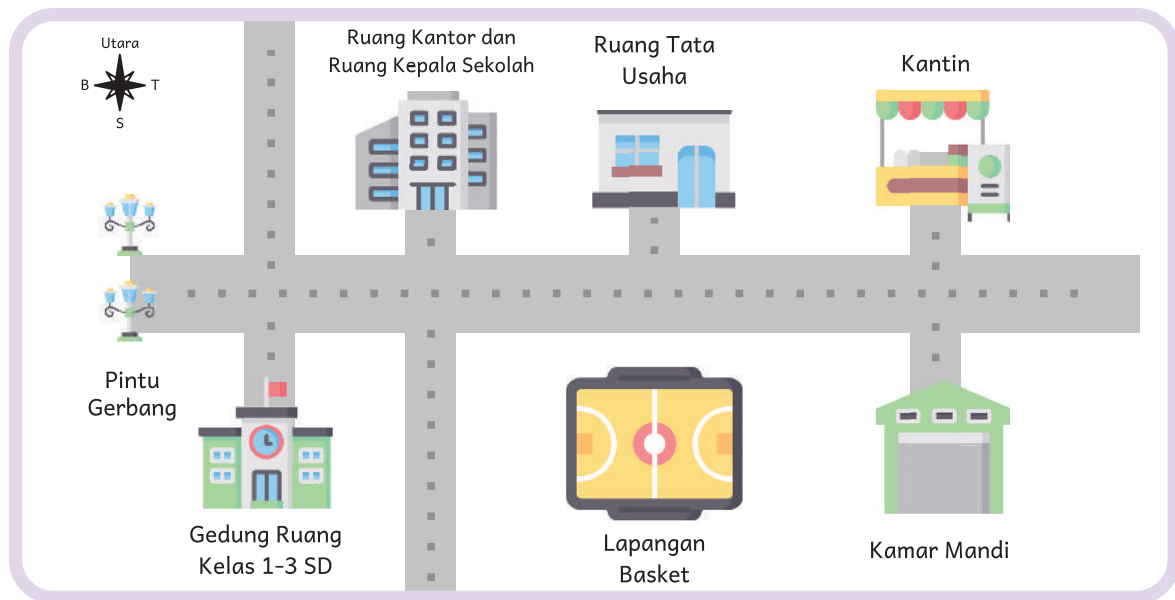 Utara
B
T
S
Ruang Kantor dan
Ruang Kepala Sekolah
Ruang Tata
Usaha
Kantin
Pintu
Gerbang
Gedung Ruang
Kelas 1-3 SD
Lapangan
Basket
Kamar Mandi